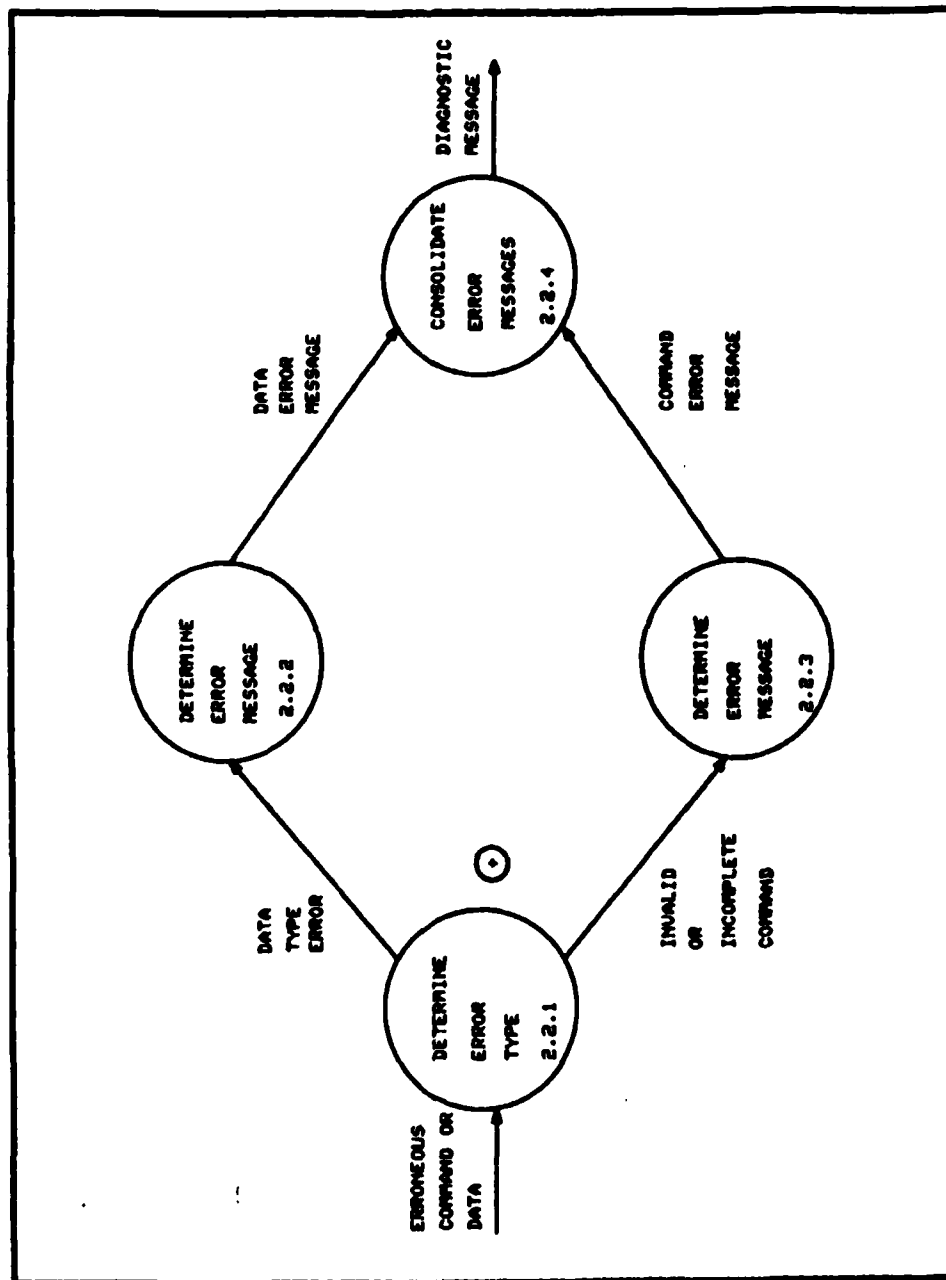 ERRONEOUS
COMMAND OR
DATA
DETERMINE
ERROR
TYPE
2.2.1
+
DATA
TYPE
ERROR
INVALID
OR
INCOMPLETE
COMMAND
DETERMINE
ERROR
MESSAGE
2.2.2
DETERMINE
ERROR
MESSAGE
2.2.3
DATA
ERROR
MESSAGE
COMMAND
ERROR
MESSAGE
CONSOLIDATE
ERROR
MESSAGES
2.2.4
DIAGNOSTIC
MESSAGE